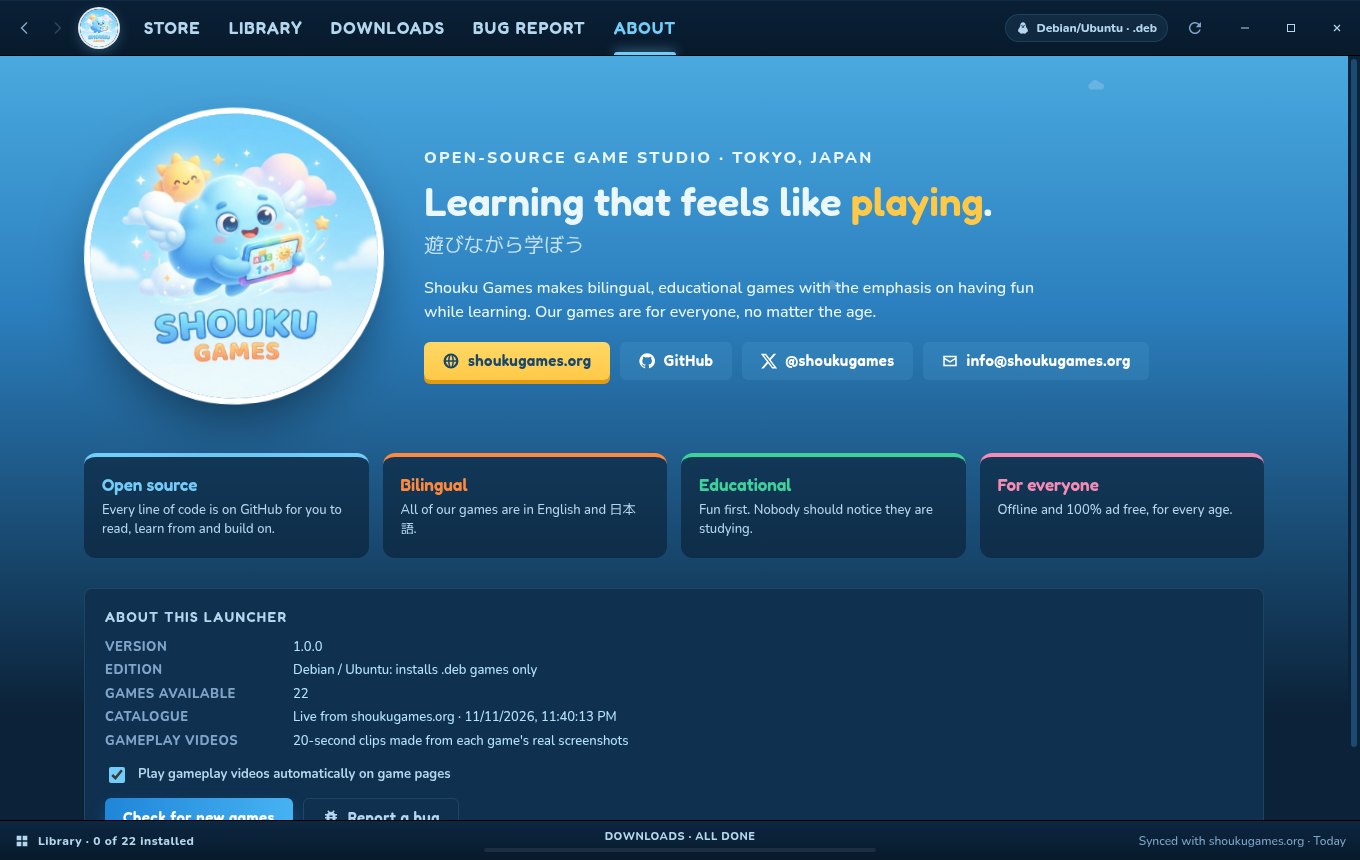 STORE LIBRARY DOWNLOADS BUG REPORT ABOUT Debian/Ubuntu · .deb
OPEN-SOURCE GAME STUDIO · TOKYO, JAPAN
Learning that feels like playing.
遊びながら学ぼう
Shouku Games makes bilingual, educational games with the emphasis on having fun
while learning. Our games are for everyone, no matter the age.
shoukugames.org GitHub @shoukugames info@shoukugames.org
ABC
1+1
SHOUKU
GAMES
Open source
Every line of code is on GitHub for you to
read, learn from and build on.
Bilingual
All of our games are in English and 日本
語.
Educational
Fun first. Nobody should notice they are
studying.
For everyone
Offline and 100% ad free, for every age.
ABOUT THIS LAUNCHER
VERSION 1.0.0
EDITION Debian / Ubuntu: installs .deb games only
GAMES AVAILABLE 22
CATALOGUE Live from shoukugames.org · 11/11/2026, 11:40:13 PM
GAMEPLAY VIDEOS 20-second clips made from each game's real screenshots
Play gameplay videos automatically on game pages
Check for new games Report a bug
Library · 0 of 22 installed DOWNLOADS · ALL DONE Synced with shoukugames.org · Today